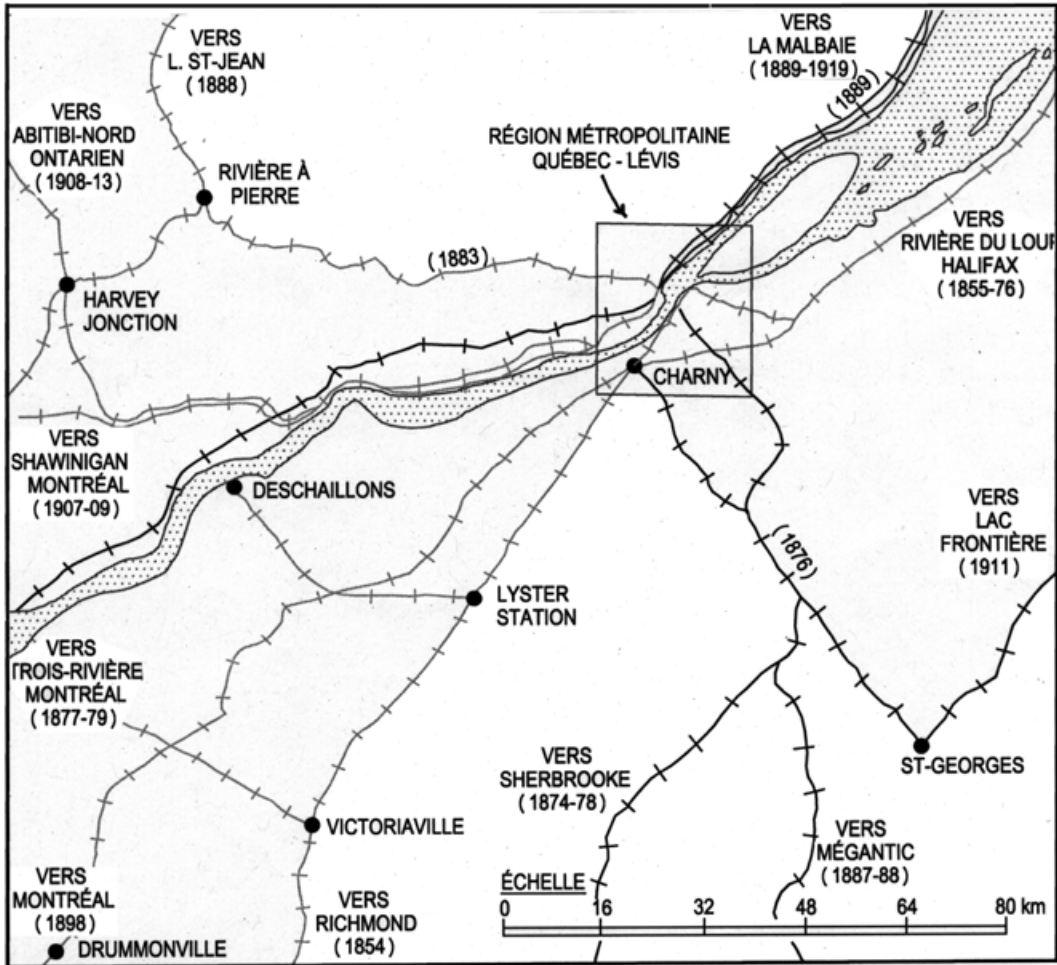 VERS
L. ST-JEAN
(1888)
VERS
LA MALBAIE
(1889-1919)
(1889)
VERS
ABITIBI-NORD
ONTARIEN
(1908-13)
RÉGION MÉTROPOLITAINE
QUÉBEC - LÉVIS
RIVIÈRE À
PIERRE
VERS
RIVIÈRE DU LOUP
HALIFAX
(1855-76)
(1883)
HARVEY
JONCTION
CHARNY
VERS
SHAWINIGAN
MONTRÉAL
(1907-09)
DESCHAILLONS
VERS
LAC
FRONTIÈRE
(1911)
(1876)
LYSTER
STATION
VERS
TROIS-RIVIÈRE
MONTRÉAL
(1877-79)
VERS
SHERBROOKE
(1874-78)
ST-GEORGES
VICTORIAVILLE
VERS
MÉGANTIC
(1887-88)
VERS
MONTRÉAL
(1898)
DRUMMONVILLE
VERS
RICHMOND
(1854)
ÉCHELLE
0 16 32 48 64 80 km